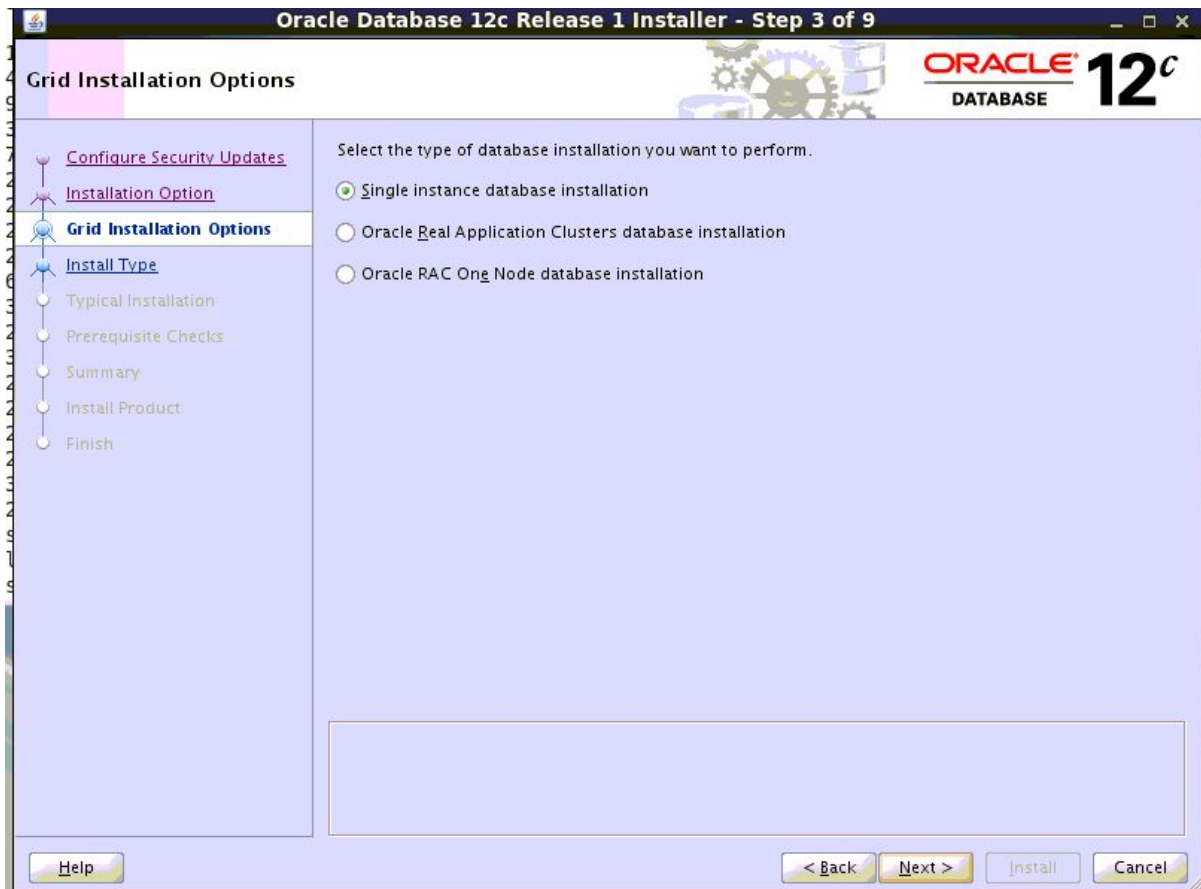 Oracle Database 12c Release 1 Installer - Step 3 of 9
Grid Installation Options
ORACLE DATABASE 12c
Configure Security Updates
Installation Option
Grid Installation Options
Install Type
Typical Installation
Prerequisite Checks
Summary
Install Product
Finish
Select the type of database installation you want to perform.
Single instance database installation
Oracle Real Application Clusters database installation
Oracle RAC One Node database installation
Help
< Back
Next >
Install
Cancel